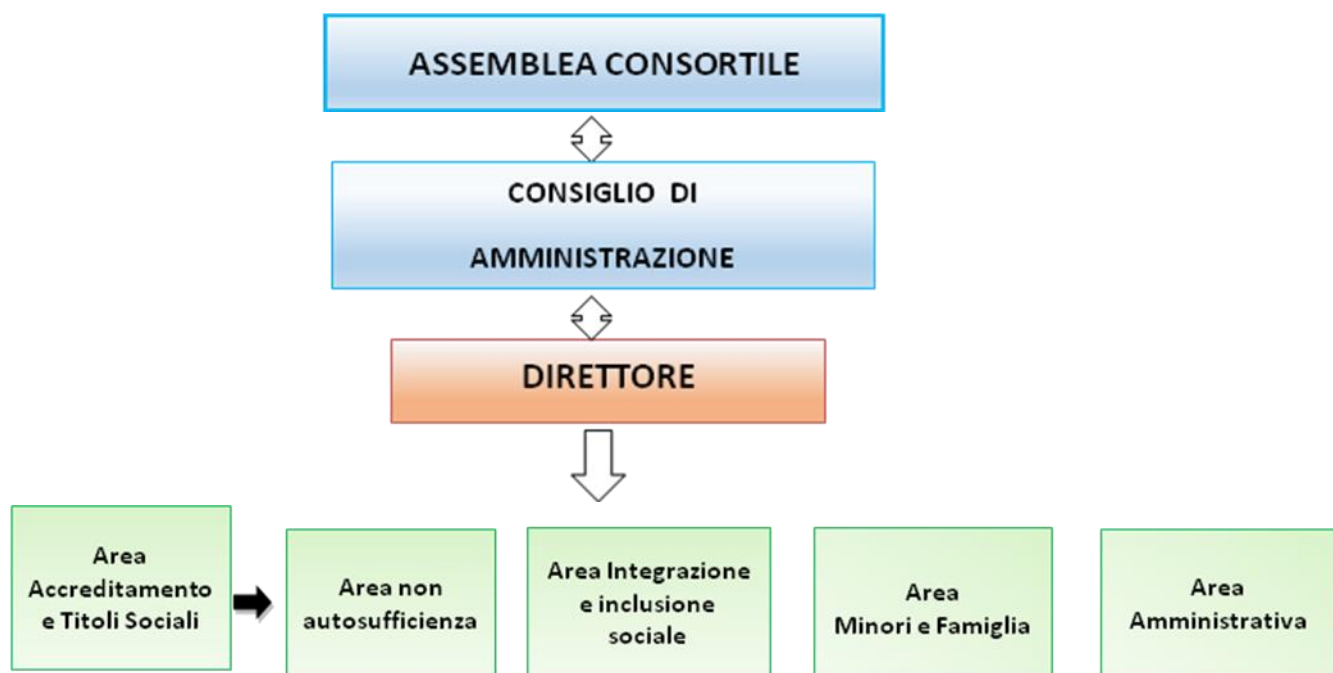 ASSEMBLEA CONSORTILE
CONSIGLIO DI
AMMINISTRAZIONE
DIRETTORE
Area
Accreditamento
e Titoli Sociali
Area non
autosufficienza
Area Integrazione
e inclusione
sociale
Area
Minori e Famiglia
Area
Amministrativa